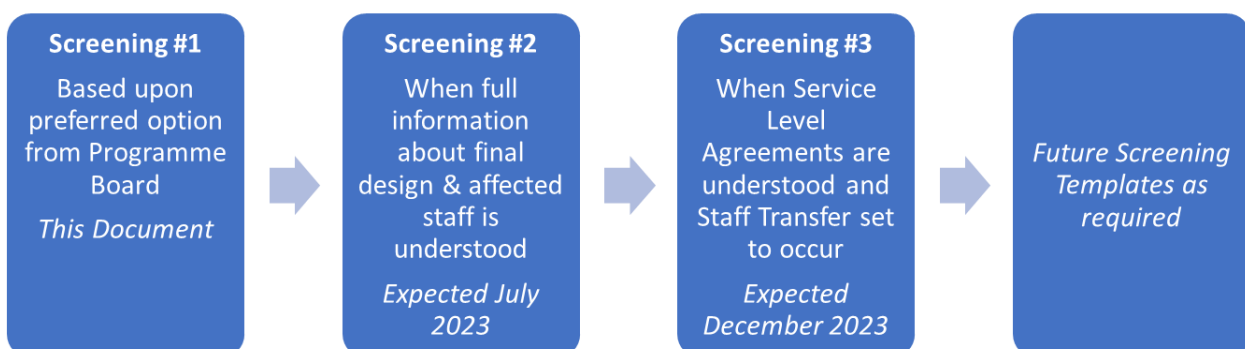 Screening #1
Based upon
preferred option
from Programme
Board
This Document
Screening #2
When full
information
about final
design & affected
staff is
understood
Expected July
2023
Screening #3
When Service
Level
Agreements are
understood and
Staff Transfer set
to occur
Expected
December 2023
Future Screening
Templates as
required